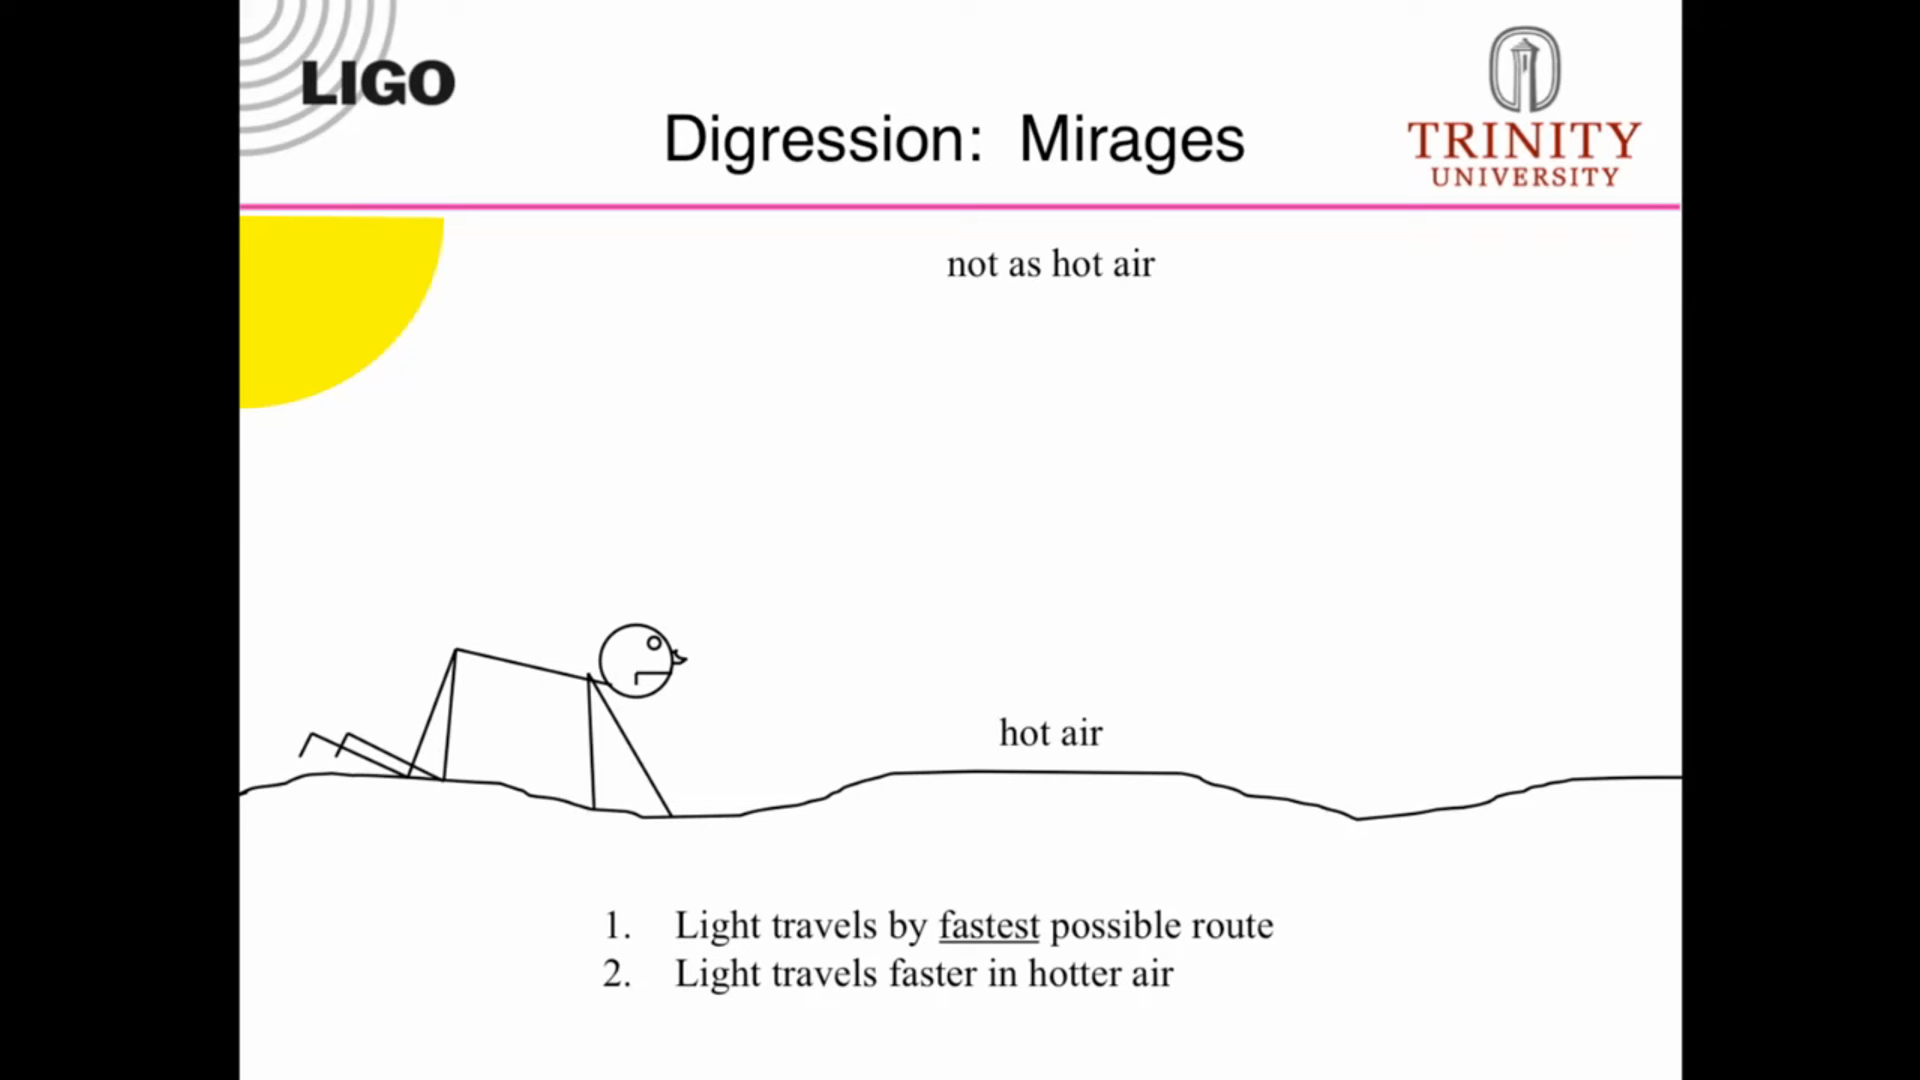 LIGO
Digression: Mirages
TRINITY
UNIVERSITY
not as hot air
hot air
1. Light travels by fastest possible route
2. Light travels faster in hotter air